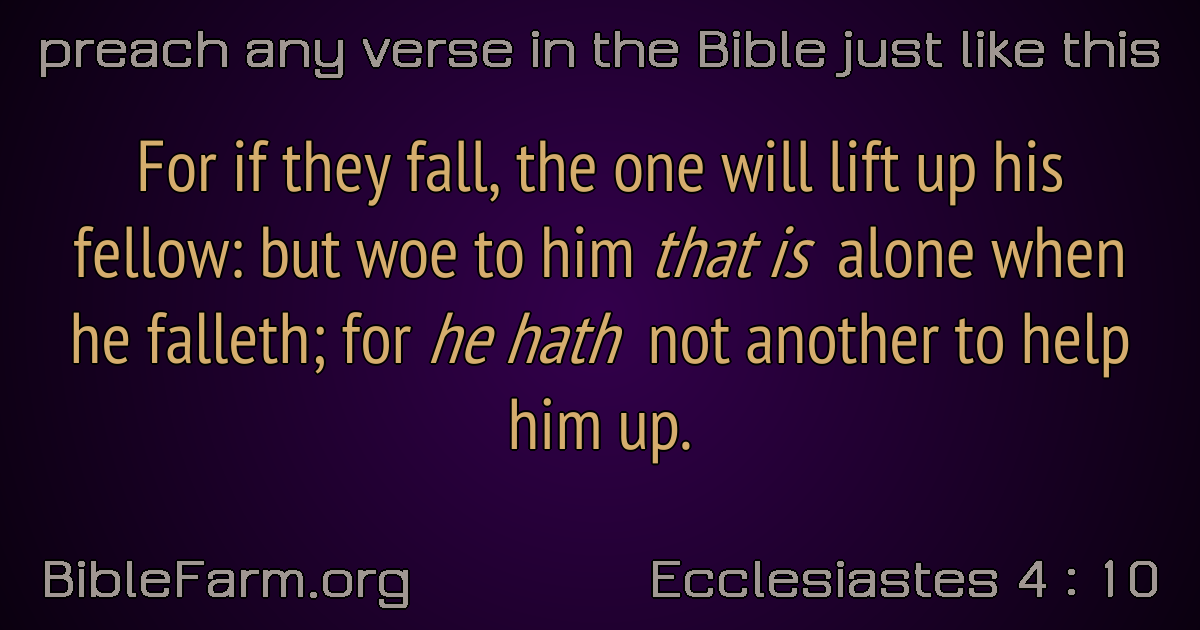 preach any verse in the Bible just like this
For if they fall, the one will lift up his
fellow: but woe to him that is alone when
he falleth; for he hath not another to help
him up.
BibleFarm.org
Ecclesiastes 4 : 10